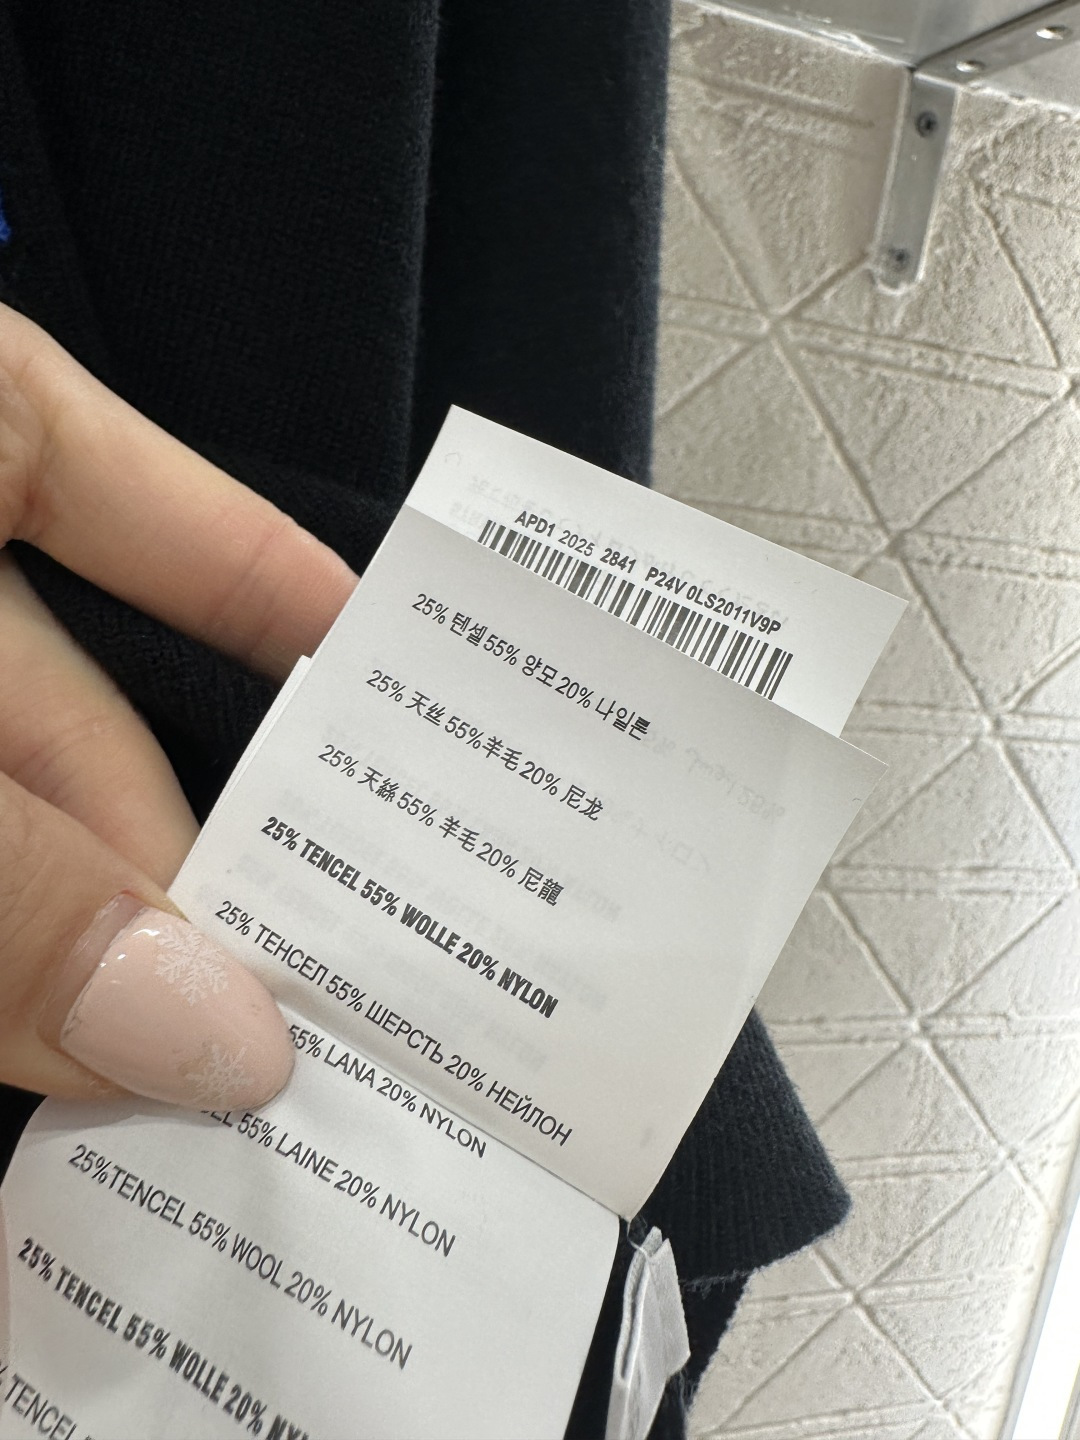 APD1 2025 2841 P24V 0LS2011V9P
25% 텐셀 55% 양모 20% 나일론
25% 天丝 55%羊毛 20% 尼龙
25% 天絲 55% 羊毛 20% 尼龍
25% TENCEL 55% WOLLE 20% NYLON
25% ТЕНСЕЛ 55% ШЕРСТЬ 20% НЕЙЛОН
55% LANA 20% NYLON
55% LAINE 20% NYLON
25%TENCEL 55% WOOL 20% NYLON
25% TENCEL 55% WOLLE 20%
TENCEL